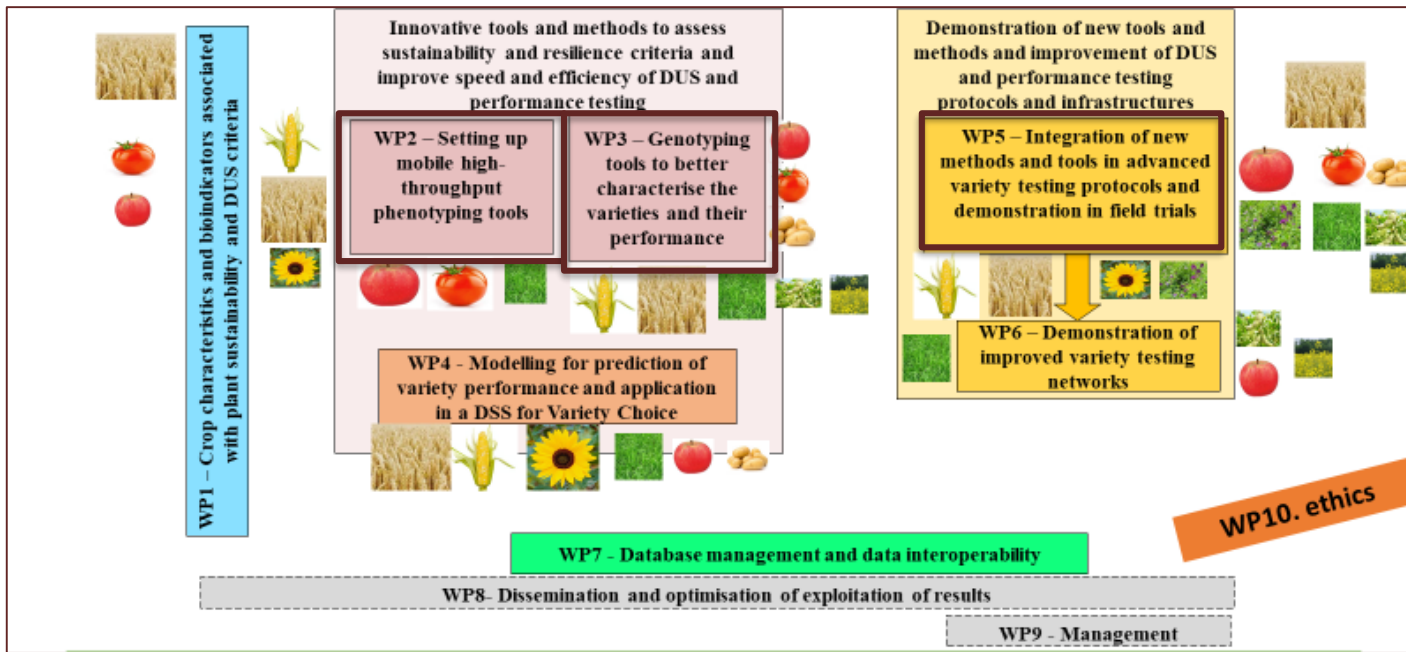 WP1 – Crop characteristics and bioindicators associated
with plant sustainability and DUS criteria
Innovative tools and methods to assess
sustainability and resilience criteria and
improve speed and efficiency of DUS and
performance testing
WP2 – Setting up
mobile high-
throughput
phenotyping tools
WP3 – Genotyping
tools to better
characterise the
varieties and their
performance
WP4 - Modelling for prediction of
variety performance and application
in a DSS for Variety Choice
Demonstration of new tools and
methods and improvement of DUS
and performance testing
protocols and infrastructures
WP5 – Integration of new
methods and tools in advanced
variety testing protocols and
demonstration in field trials
WP6 – Demonstration of
improved variety testing
networks
WP10. ethics
WP7 - Database management and data interoperability
WP8- Dissemination and optimisation of exploitation of results
WP9 - Management